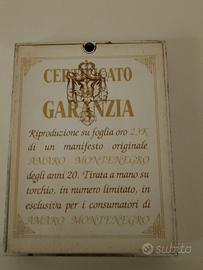 CERTIFICATO
DI
GARANZIA
Riproduzione su foglia oro 23K
di un manifesto originale
AMARO MONTENEGRO
degli anni 20. Tirata a mano su
torchio, in numero limitato, in
esclusiva per i consumatori di
AMARO MONTENEGRO
subito